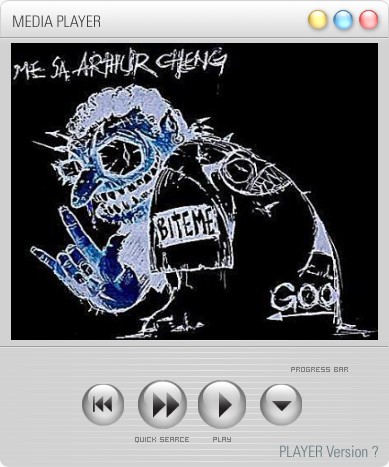 MEDIA PLAYER
ME SA ARTHUR CHENG
BITEME
GOO
PROGRESS BAR
QUICK SEARCE PLAY
PLAYER Version ?